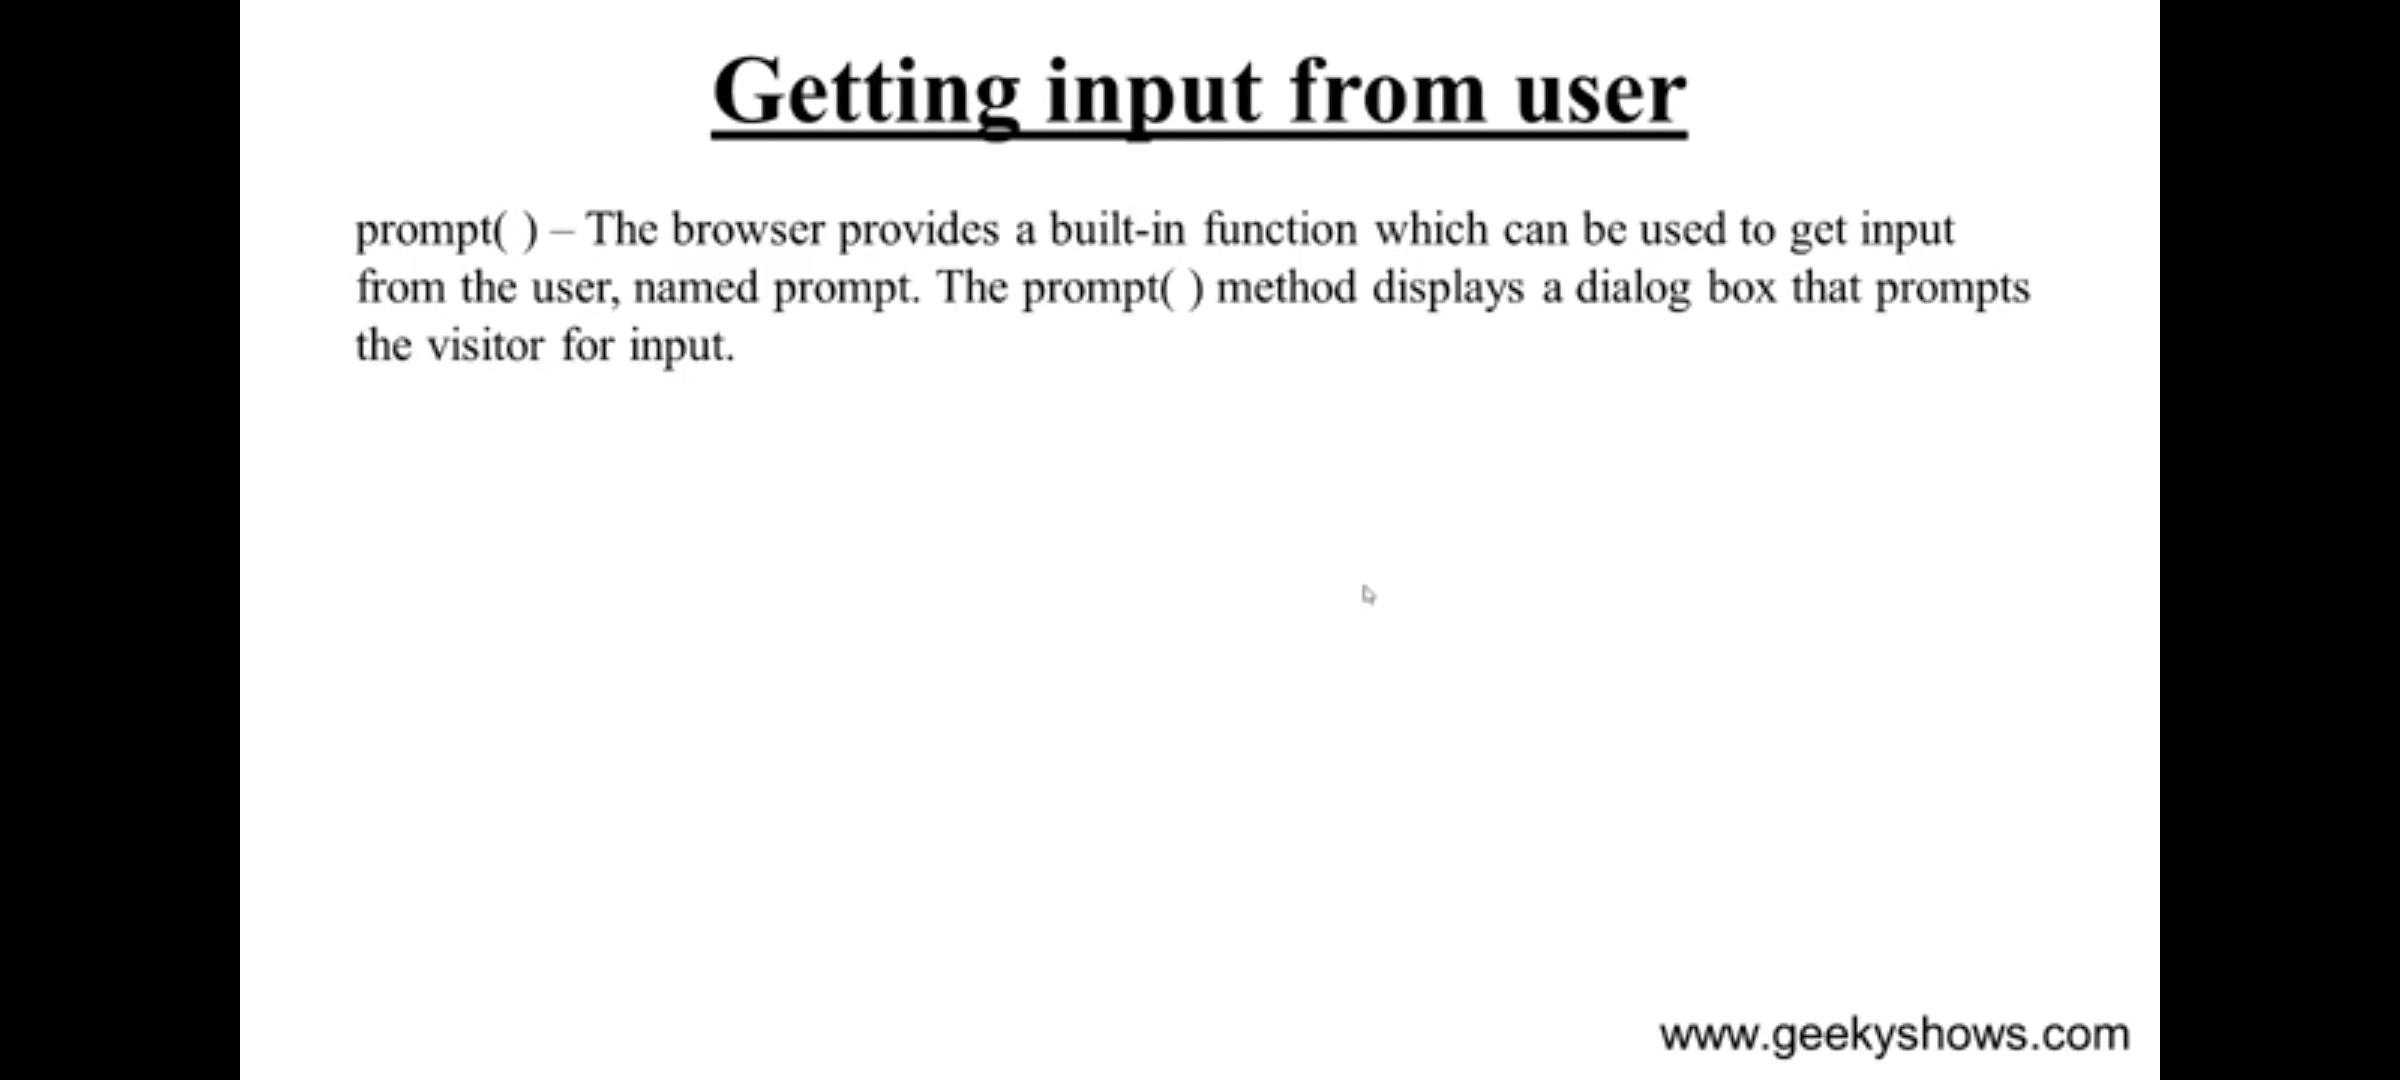 Getting input from user
prompt( ) – The browser provides a built-in function which can be used to get input
from the user, named prompt. The prompt( ) method displays a dialog box that prompts
the visitor for input.
www.geekyshows.com